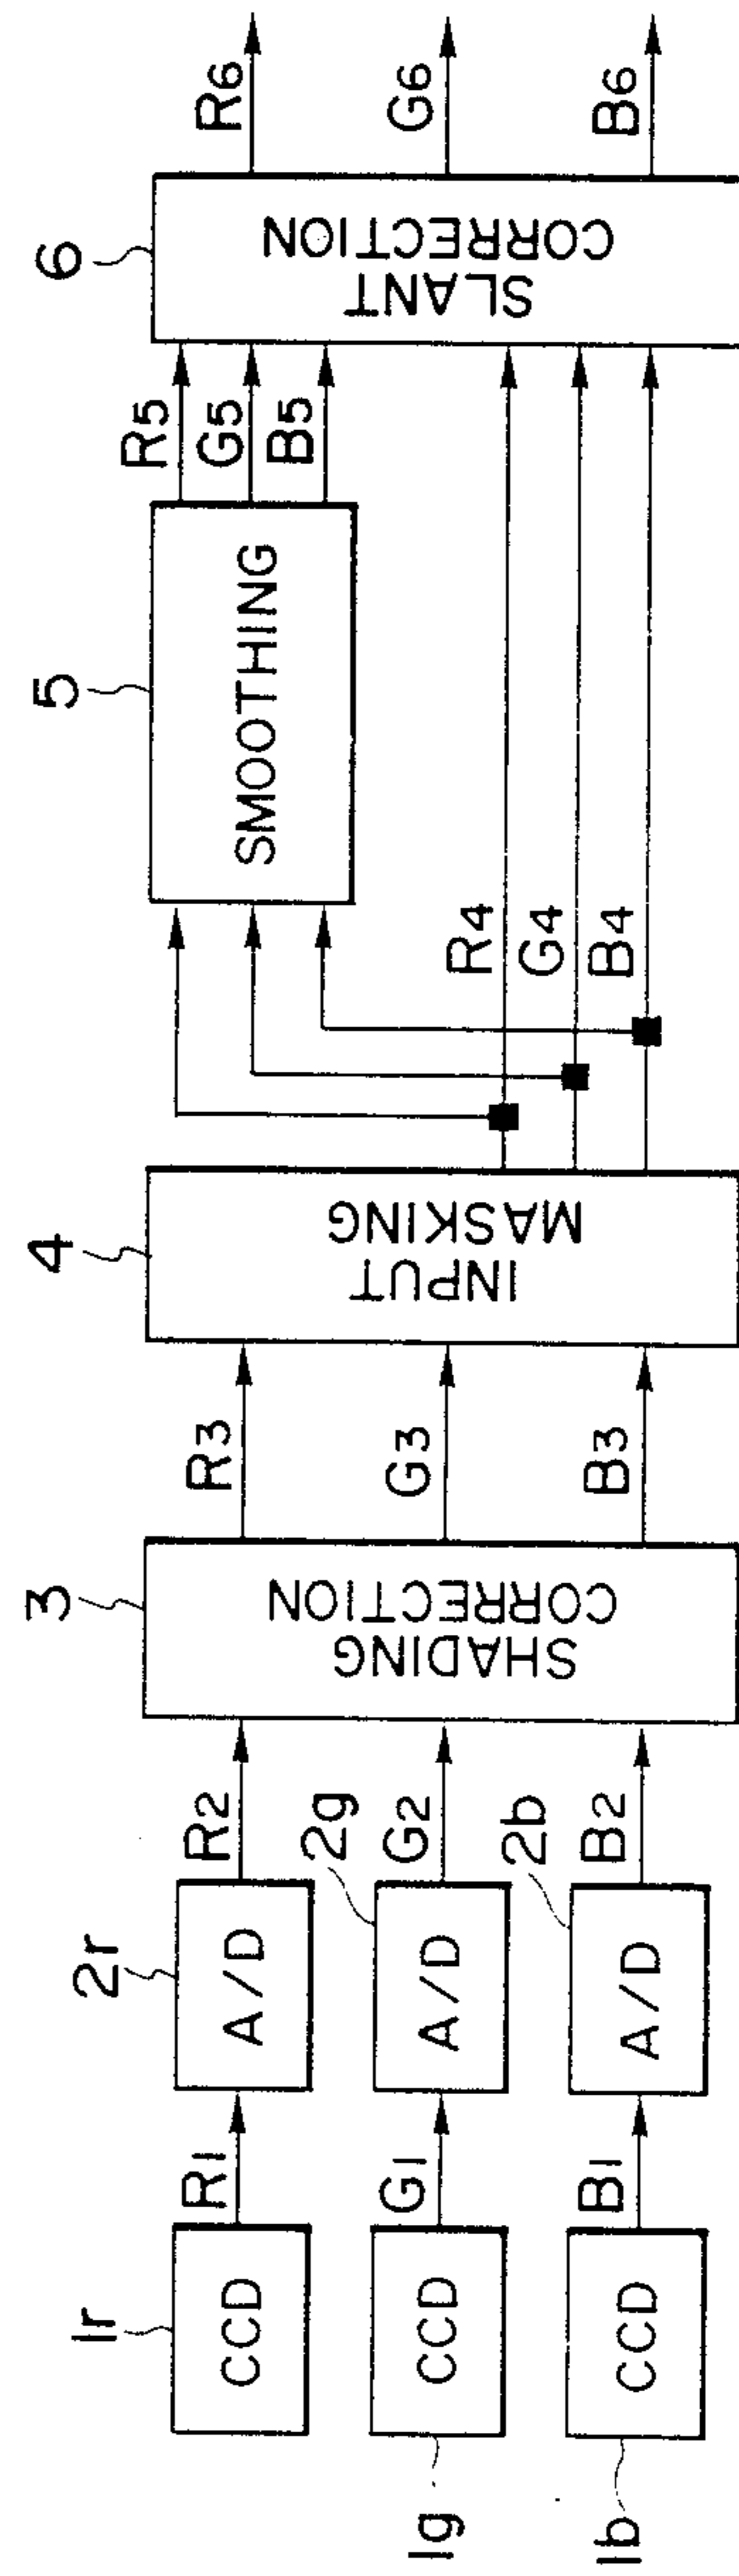 1r
CCD
R1
2r
A/D
R2
1g
CCD
G1
2g
A/D
G2
1b
CCD
B1
2b
A/D
B2
3
SHADING
CORRECTION
R3
G3
B3
4
INPUT
MASKING
R4
G4
B4
5
SMOOTHING
R5
G5
B5
6
SLANT
CORRECTION
R6
G6
B6